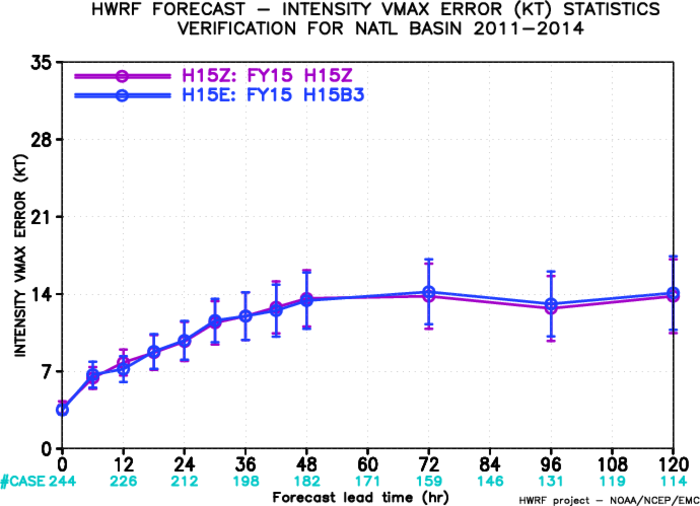 HWRF FORECAST – INTENSITY VMAX ERROR (KT) STATISTICS
VERIFICATION FOR NATL BASIN 2011–2014
H15Z: FY15 H15Z
H15E: FY15 H15B3
INTENSITY VMAX ERROR (KT)
35
28
21
14
7
0
0 12 24 36 48 60 72 84 96 108 120
#CASE 244 226 212 198 182 171 159 146 131 119 114
Forecast lead time (hr)
HWRF project – NOAA/NCEP/EMC